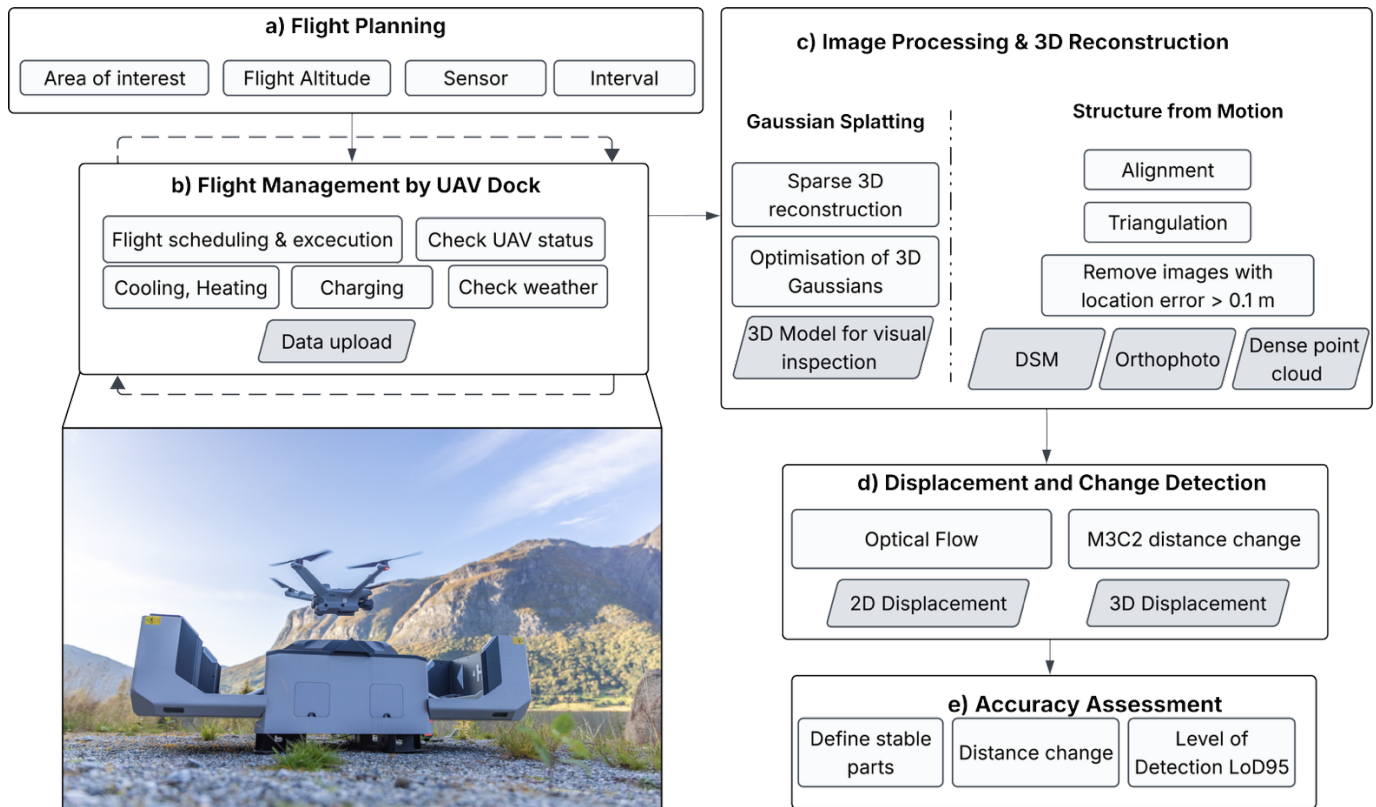 a) Flight Planning
Area of interest
Flight Altitude
Sensor
Interval
b) Flight Management by UAV Dock
Flight scheduling & excecution
Check UAV status
Cooling, Heating
Charging
Check weather
Data upload
c) Image Processing & 3D Reconstruction
Gaussian Splatting
Sparse 3D
reconstruction
Optimisation of 3D
Gaussians
3D Model for visual
inspection
Structure from Motion
Alignment
Triangulation
Remove images with
location error > 0.1 m
DSM
Orthophoto
Dense point
cloud
d) Displacement and Change Detection
Optical Flow
M3C2 distance change
2D Displacement
3D Displacement
e) Accuracy Assessment
Define stable
parts
Distance change
Level of
Detection LoD95